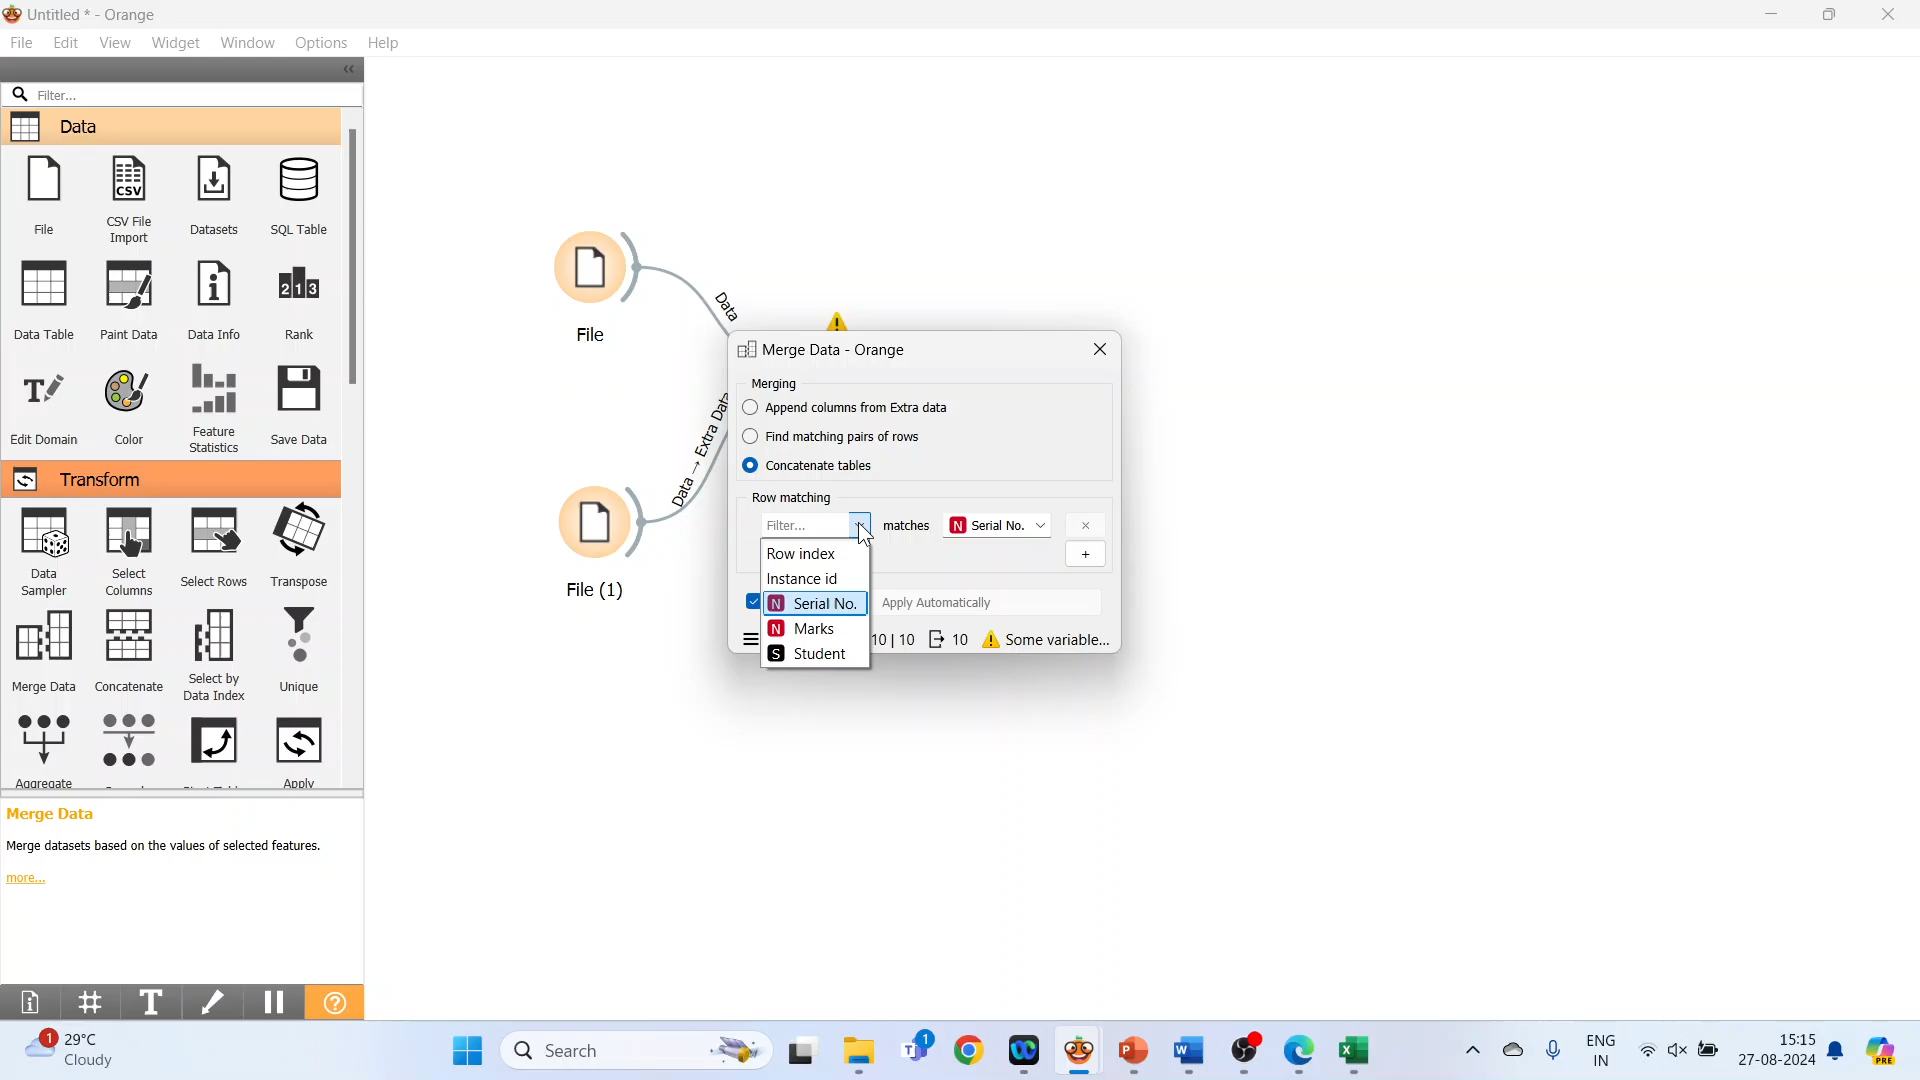 Untitled * - Orange
File Edit View Widget Window Options Help
Filter...
Data
File
CSV File
Import
Datasets
SQL Table
Data Table
Paint Data
Data Info
Rank
Edit Domain
Color
Feature
Statistics
Save Data
Transform
Data
Sampler
Select
Columns
Select Rows
Transpose
Merge Data
Concatenate
Select by
Data Index
Unique
Aggregate
Apply
Merge Data
Merge datasets based on the values of selected features.
more...
File
Data
File (1)
Data → Extra Data
Merge Data - Orange
Merging
Append columns from Extra data
Find matching pairs of rows
Concatenate tables
Row matching
Filter...
matches
N Serial No.
×
+
Row index
Instance id
N Serial No.
N Marks
S Student
Apply Automatically
10 | 10
10
Some variable...
1
29°C
Cloudy
Search
1
ENG
IN
15:15
27-08-2024
PRE